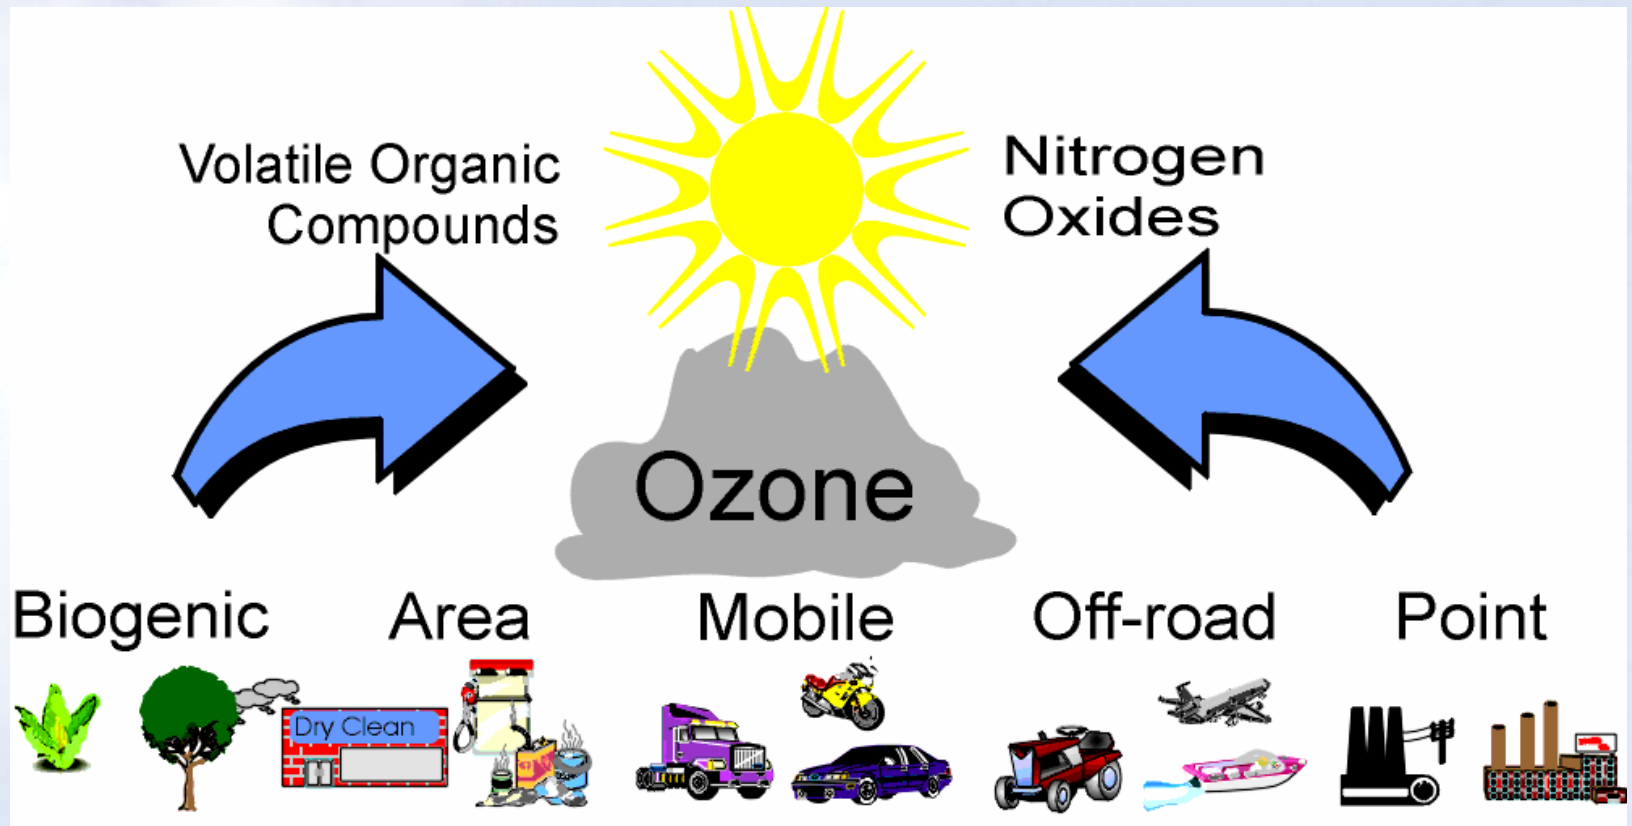 Volatile Organic
Compounds
Nitrogen
Oxides
Ozone
Biogenic
Area
Mobile
Off-road
Point
Dry Clean